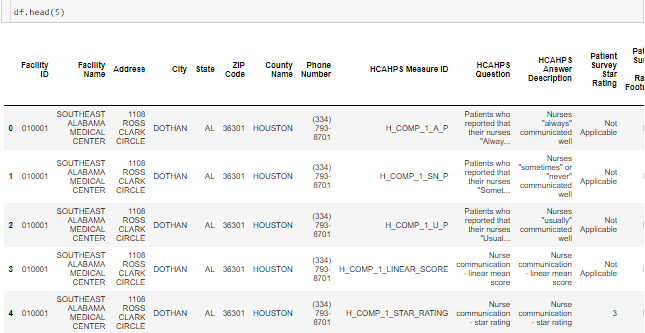 df.head(5)
Facility ID Facility Name Address City State ZIP Code County Name Phone Number HCAHPS Measure ID HCAHPS Question HCAHPS Answer Description Patient Survey Star Rating
0 010001 SOUTHEAST ALABAMA MEDICAL CENTER 1108 ROSS CLARK CIRCLE DOTHAN AL 36301 HOUSTON (334) 793-8701 H_COMP_1_A_P Patients who reported that their nurses "Alway... Nurses "always" communicated well Not Applicable
1 010001 SOUTHEAST ALABAMA MEDICAL CENTER 1108 ROSS CLARK CIRCLE DOTHAN AL 36301 HOUSTON (334) 793-8701 H_COMP_1_SN_P Patients who reported that their nurses "Somet... Nurses "sometimes" or "never" communicated well Not Applicable
2 010001 SOUTHEAST ALABAMA MEDICAL CENTER 1108 ROSS CLARK CIRCLE DOTHAN AL 36301 HOUSTON (334) 793-8701 H_COMP_1_U_P Patients who reported that their nurses "Usual... Nurses "usually" communicated well Not Applicable
3 010001 SOUTHEAST ALABAMA MEDICAL CENTER 1108 ROSS CLARK CIRCLE DOTHAN AL 36301 HOUSTON (334) 793-8701 H_COMP_1_LINEAR_SCORE Nurse communication - linear mean score Nurse communication - linear mean score Not Applicable
4 010001 SOUTHEAST ALABAMA MEDICAL CENTER 1108 ROSS CLARK CIRCLE DOTHAN AL 36301 HOUSTON (334) 793-8701 H_COMP_1_STAR_RATING Nurse communication - star rating Nurse communication - star rating 3